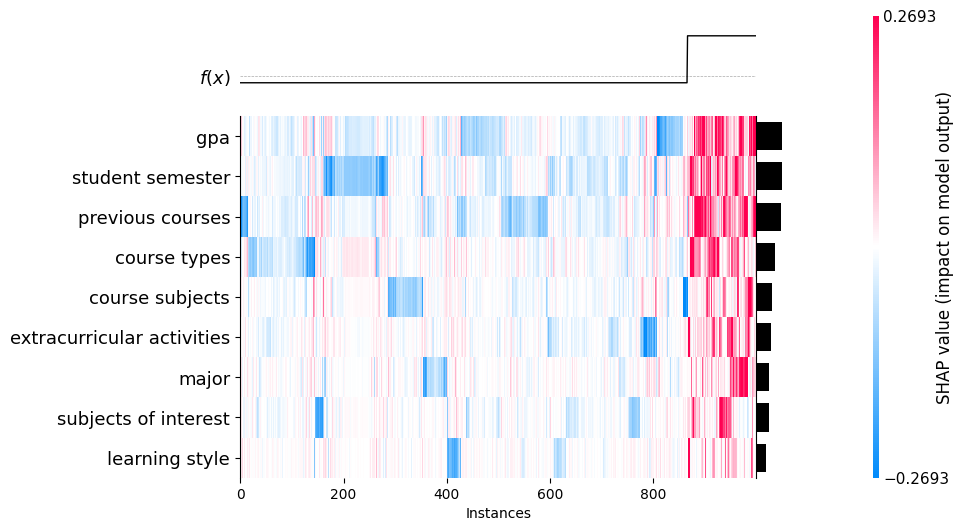 0.2693
f(x)
gpa
student semester
previous courses
course types
course subjects
extracurricular activities
major
subjects of interest
learning style
0 200 400 600 800
Instances
SHAP value (impact on model output)
−0.2693